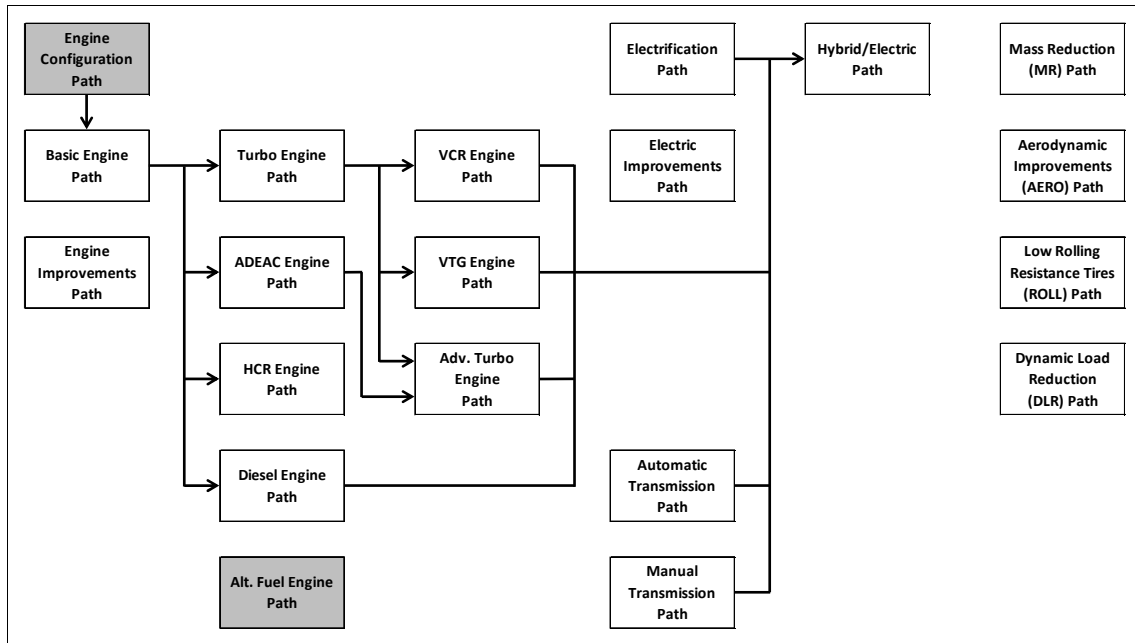 Engine
Configuration
Path
Basic Engine
Path
Engine
Improvements
Path
Turbo Engine
Path
ADEAC Engine
Path
HCR Engine
Path
Diesel Engine
Path
Alt. Fuel Engine
Path
VCR Engine
Path
VTG Engine
Path
Adv. Turbo
Engine
Path
Electrification
Path
Electric
Improvements
Path
Automatic
Transmission
Path
Manual
Transmission
Path
Hybrid/Electric
Path
Mass Reduction
(MR) Path
Aerodynamic
Improvements
(AERO) Path
Low Rolling
Resistance Tires
(ROLL) Path
Dynamic Load
Reduction
(DLR) Path